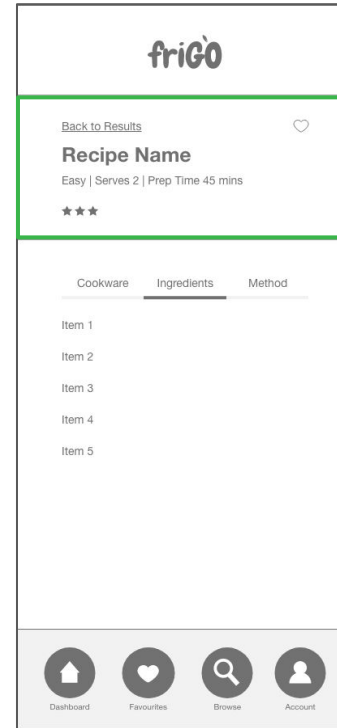 friGò
Back to Results
Recipe Name
Easy | Serves 2 | Prep Time 45 mins
Cookware Ingredients Method
Item 1
Item 2
Item 3
Item 4
Item 5
Dashboard Favourites Browse Account